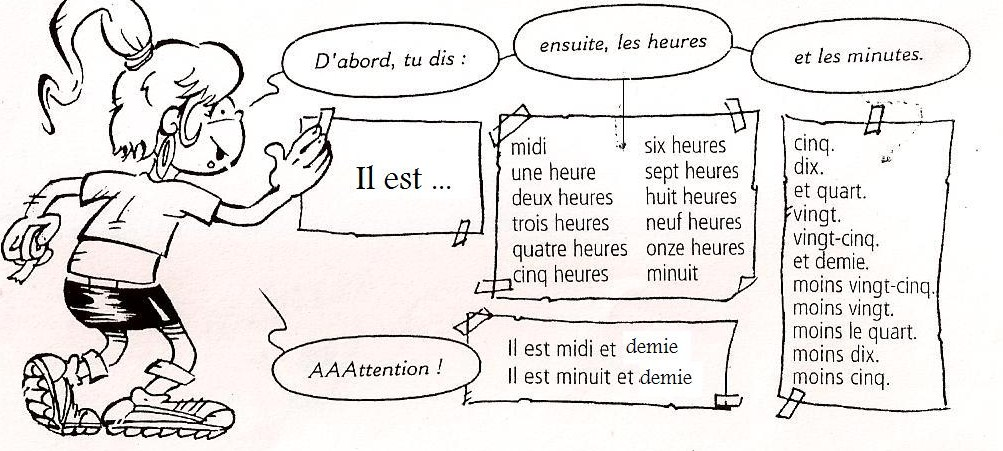 D'abord, tu dis :
ensuite, les heures
et les minutes.
Il est ...
midi
une heure
deux heures
trois heures
quatre heures
cinq heures
six heures
sept heures
huit heures
neuf heures
onze heures
minuit
cinq.
dix.
et quart.
vingt.
vingt-cinq.
et demie.
moins vingt-cinq.
moins vingt.
moins le quart.
moins dix.
moins cinq.
AAAttention !
Il est midi et demie
Il est minuit et demie